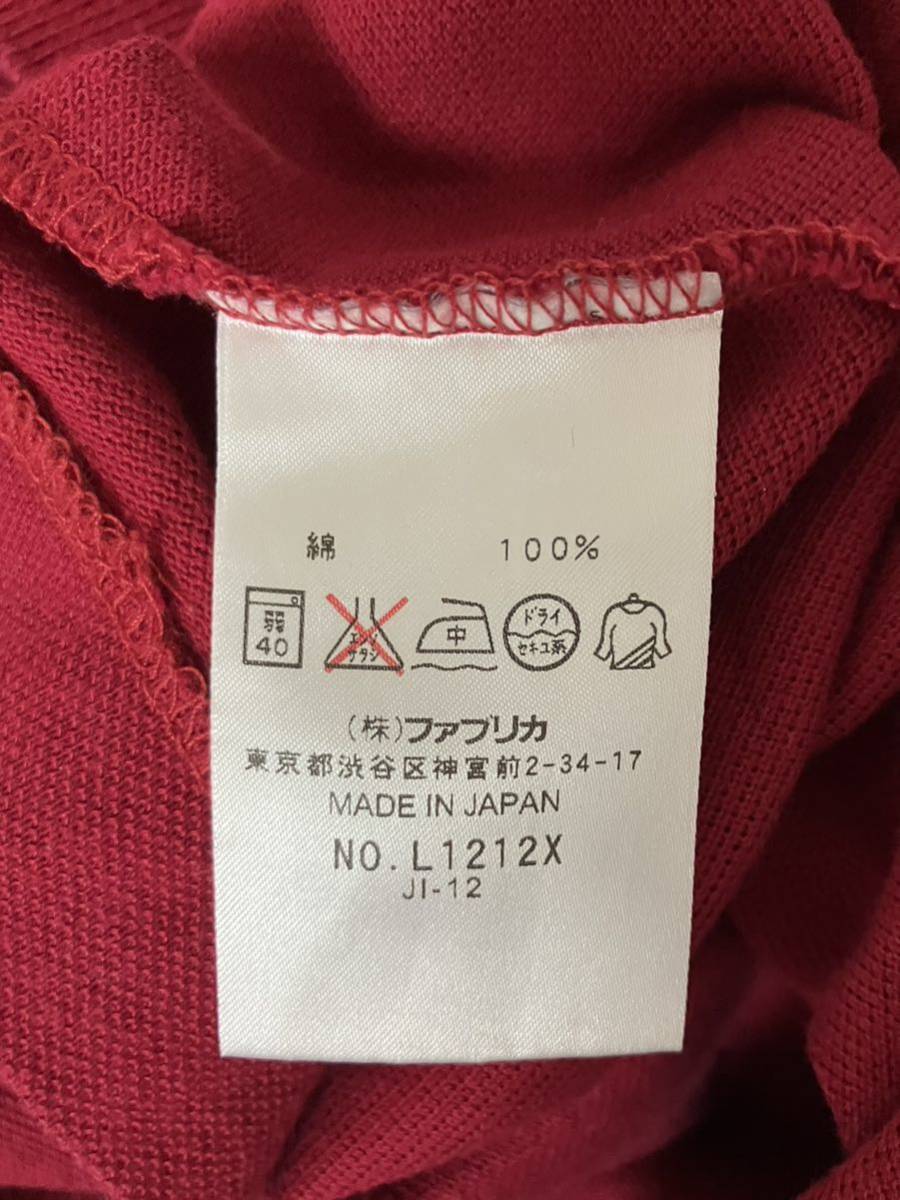 綿 100%
弱 40 エンソ サラシ 中 ドライ セキユ系
(株)ファブリカ
東京都渋谷区神宮前2-34-17
MADE IN JAPAN
NO.L1212X
JI-12